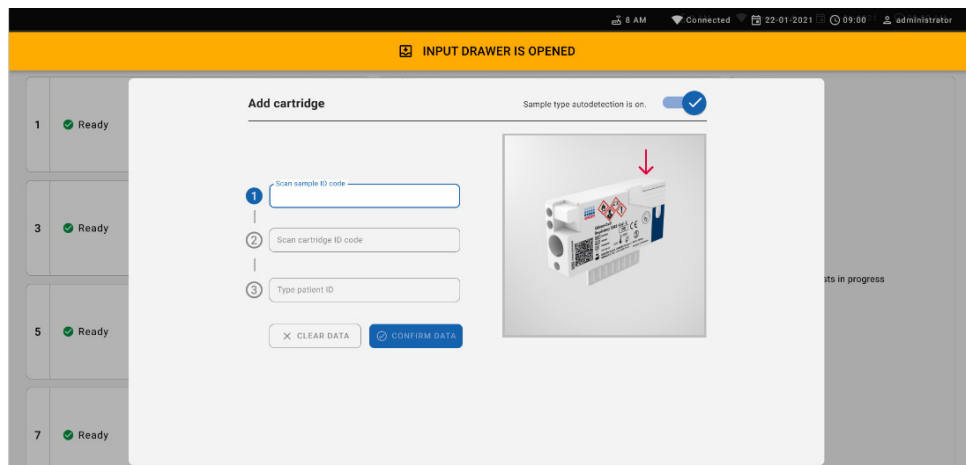 8 AM Connected 22-01-2021 09:00 administrator
INPUT DRAWER IS OPENED
Add cartridge
Sample type autodetection is on.
1 Ready
3 Ready
5 Ready
7 Ready
1 Scan sample ID code
2 Scan cartridge ID code
3 Type patient ID
CLEAR DATA
CONFIRM DATA
sts in progress